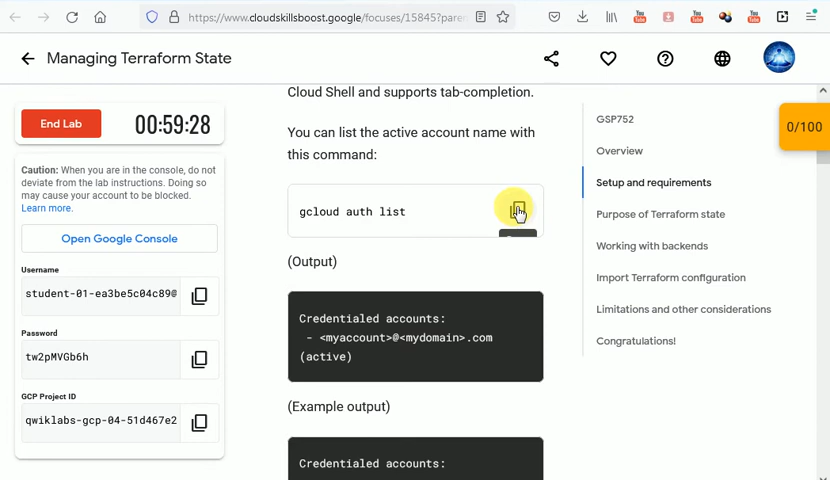 https://www.cloudskillsboost.google/focuses/15845?pare
Managing Terraform State
End Lab
00:59:28
Caution: When you are in the console, do not
deviate from the lab instructions. Doing so
may cause your account to be blocked.
Learn more.
Open Google Console
Username
student-01-ea3be5c04c89@
Password
tw2pMVGb6h
GCP Project ID
qwiklabs-gcp-04-51d467e2
Cloud Shell and supports tab-completion.
You can list the active account name with
this command:
gcloud auth list
(Output)
Credentialed accounts:
- <myaccount>@<mydomain>.com
(active)
(Example output)
Credentialed accounts:
GSP752
Overview
Setup and requirements
Purpose of Terraform state
Working with backends
Import Terraform configuration
Limitations and other considerations
Congratulations!
0/100